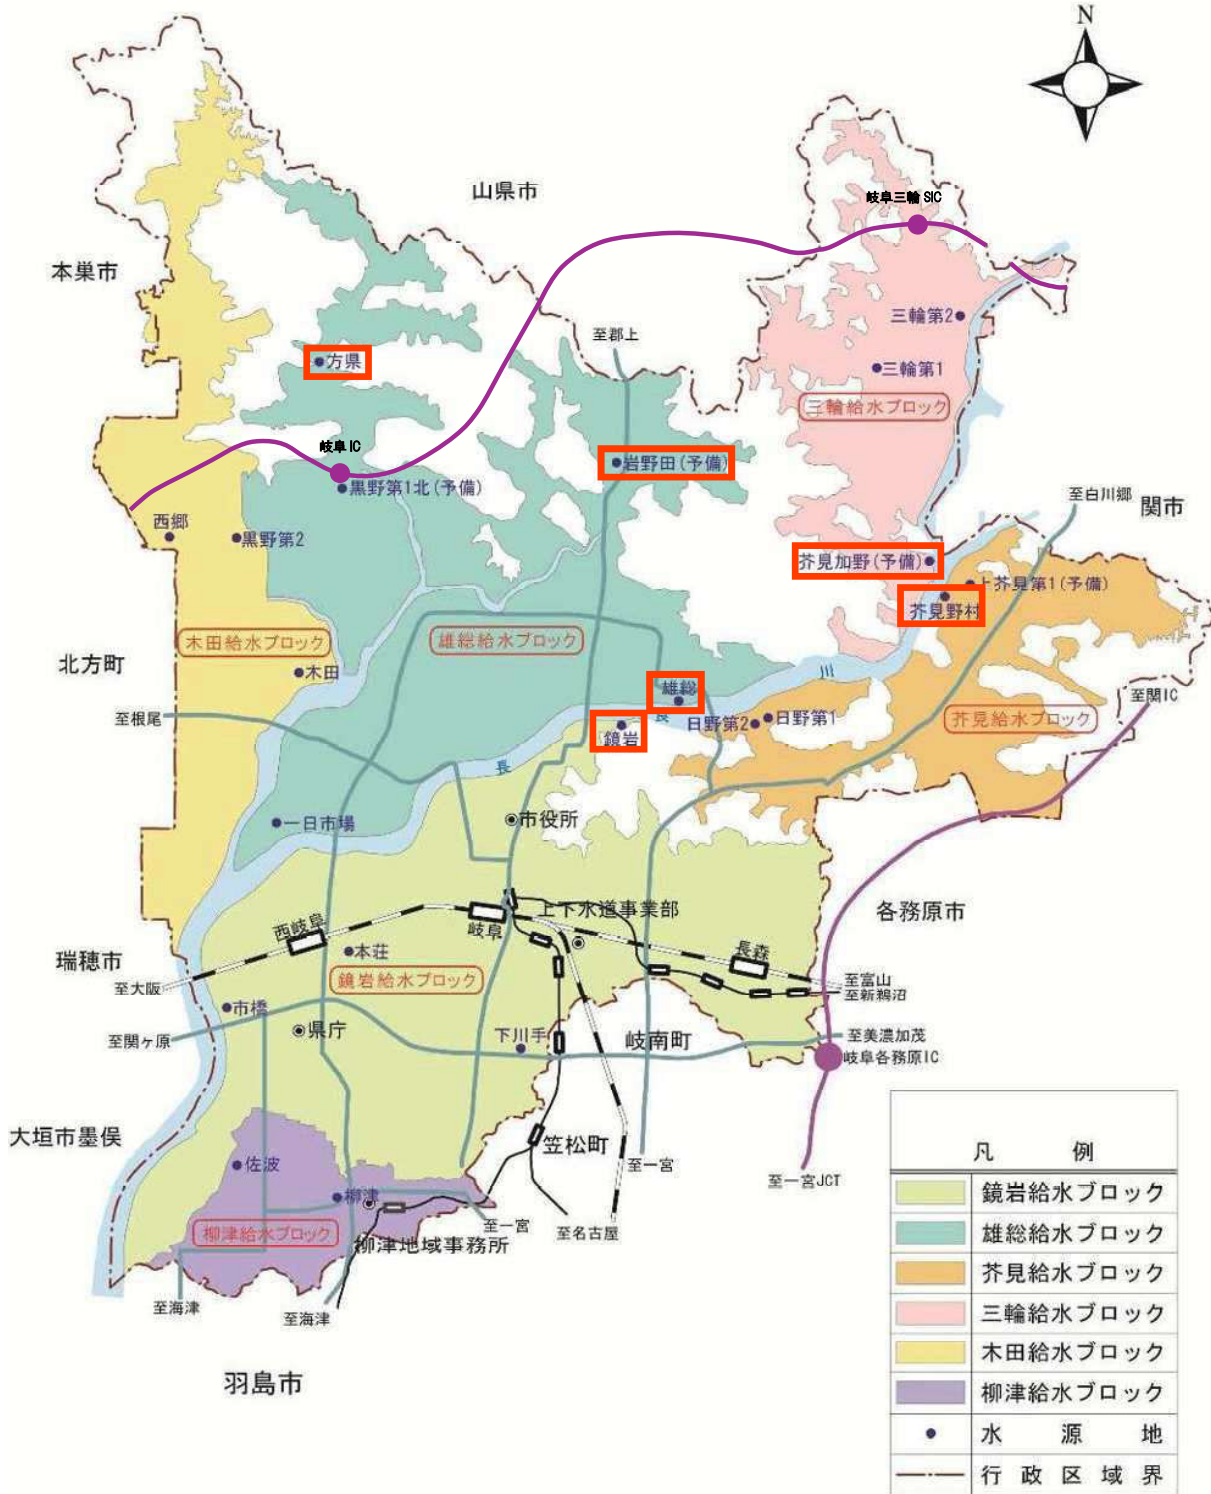 N
山県市
岐阜三輪 SIC
本巣市
三輪第2
至郡上
方県
三輪第1
三輪給水ブロック
岐阜 IC
岩野田(予備)
黒野第1北(予備)
至白川郷
関市
西郷
黒野第2
芥見加野(予備)
上芥見第1(予備)
芥見野村
木田給水ブロック
雄総給水ブロック
北方町
木田
川
雄総
至関IC
至根尾
良
日野第2
日野第1
芥見給水ブロック
鏡岩
長
一日市場
市役所
上下水道事業部
各務原市
西岐阜
岐阜
本荘
長森
瑞穂市
鏡岩給水ブロック
至大阪
至富山
至新鵜沼
市橋
県庁
下川手
岐南町
至関ヶ原
至美濃加茂
岐阜各務原IC
大垣市墨俣
笠松町
佐波
至一宮
至一宮JCT
柳津
柳津給水ブロック
至一宮
至名古屋
柳津地域事務所
至海津
至海津
羽島市
凡 例
鏡岩給水ブロック
雄総給水ブロック
芥見給水ブロック
三輪給水ブロック
木田給水ブロック
柳津給水ブロック
水 源 地
行 政 区 域 界